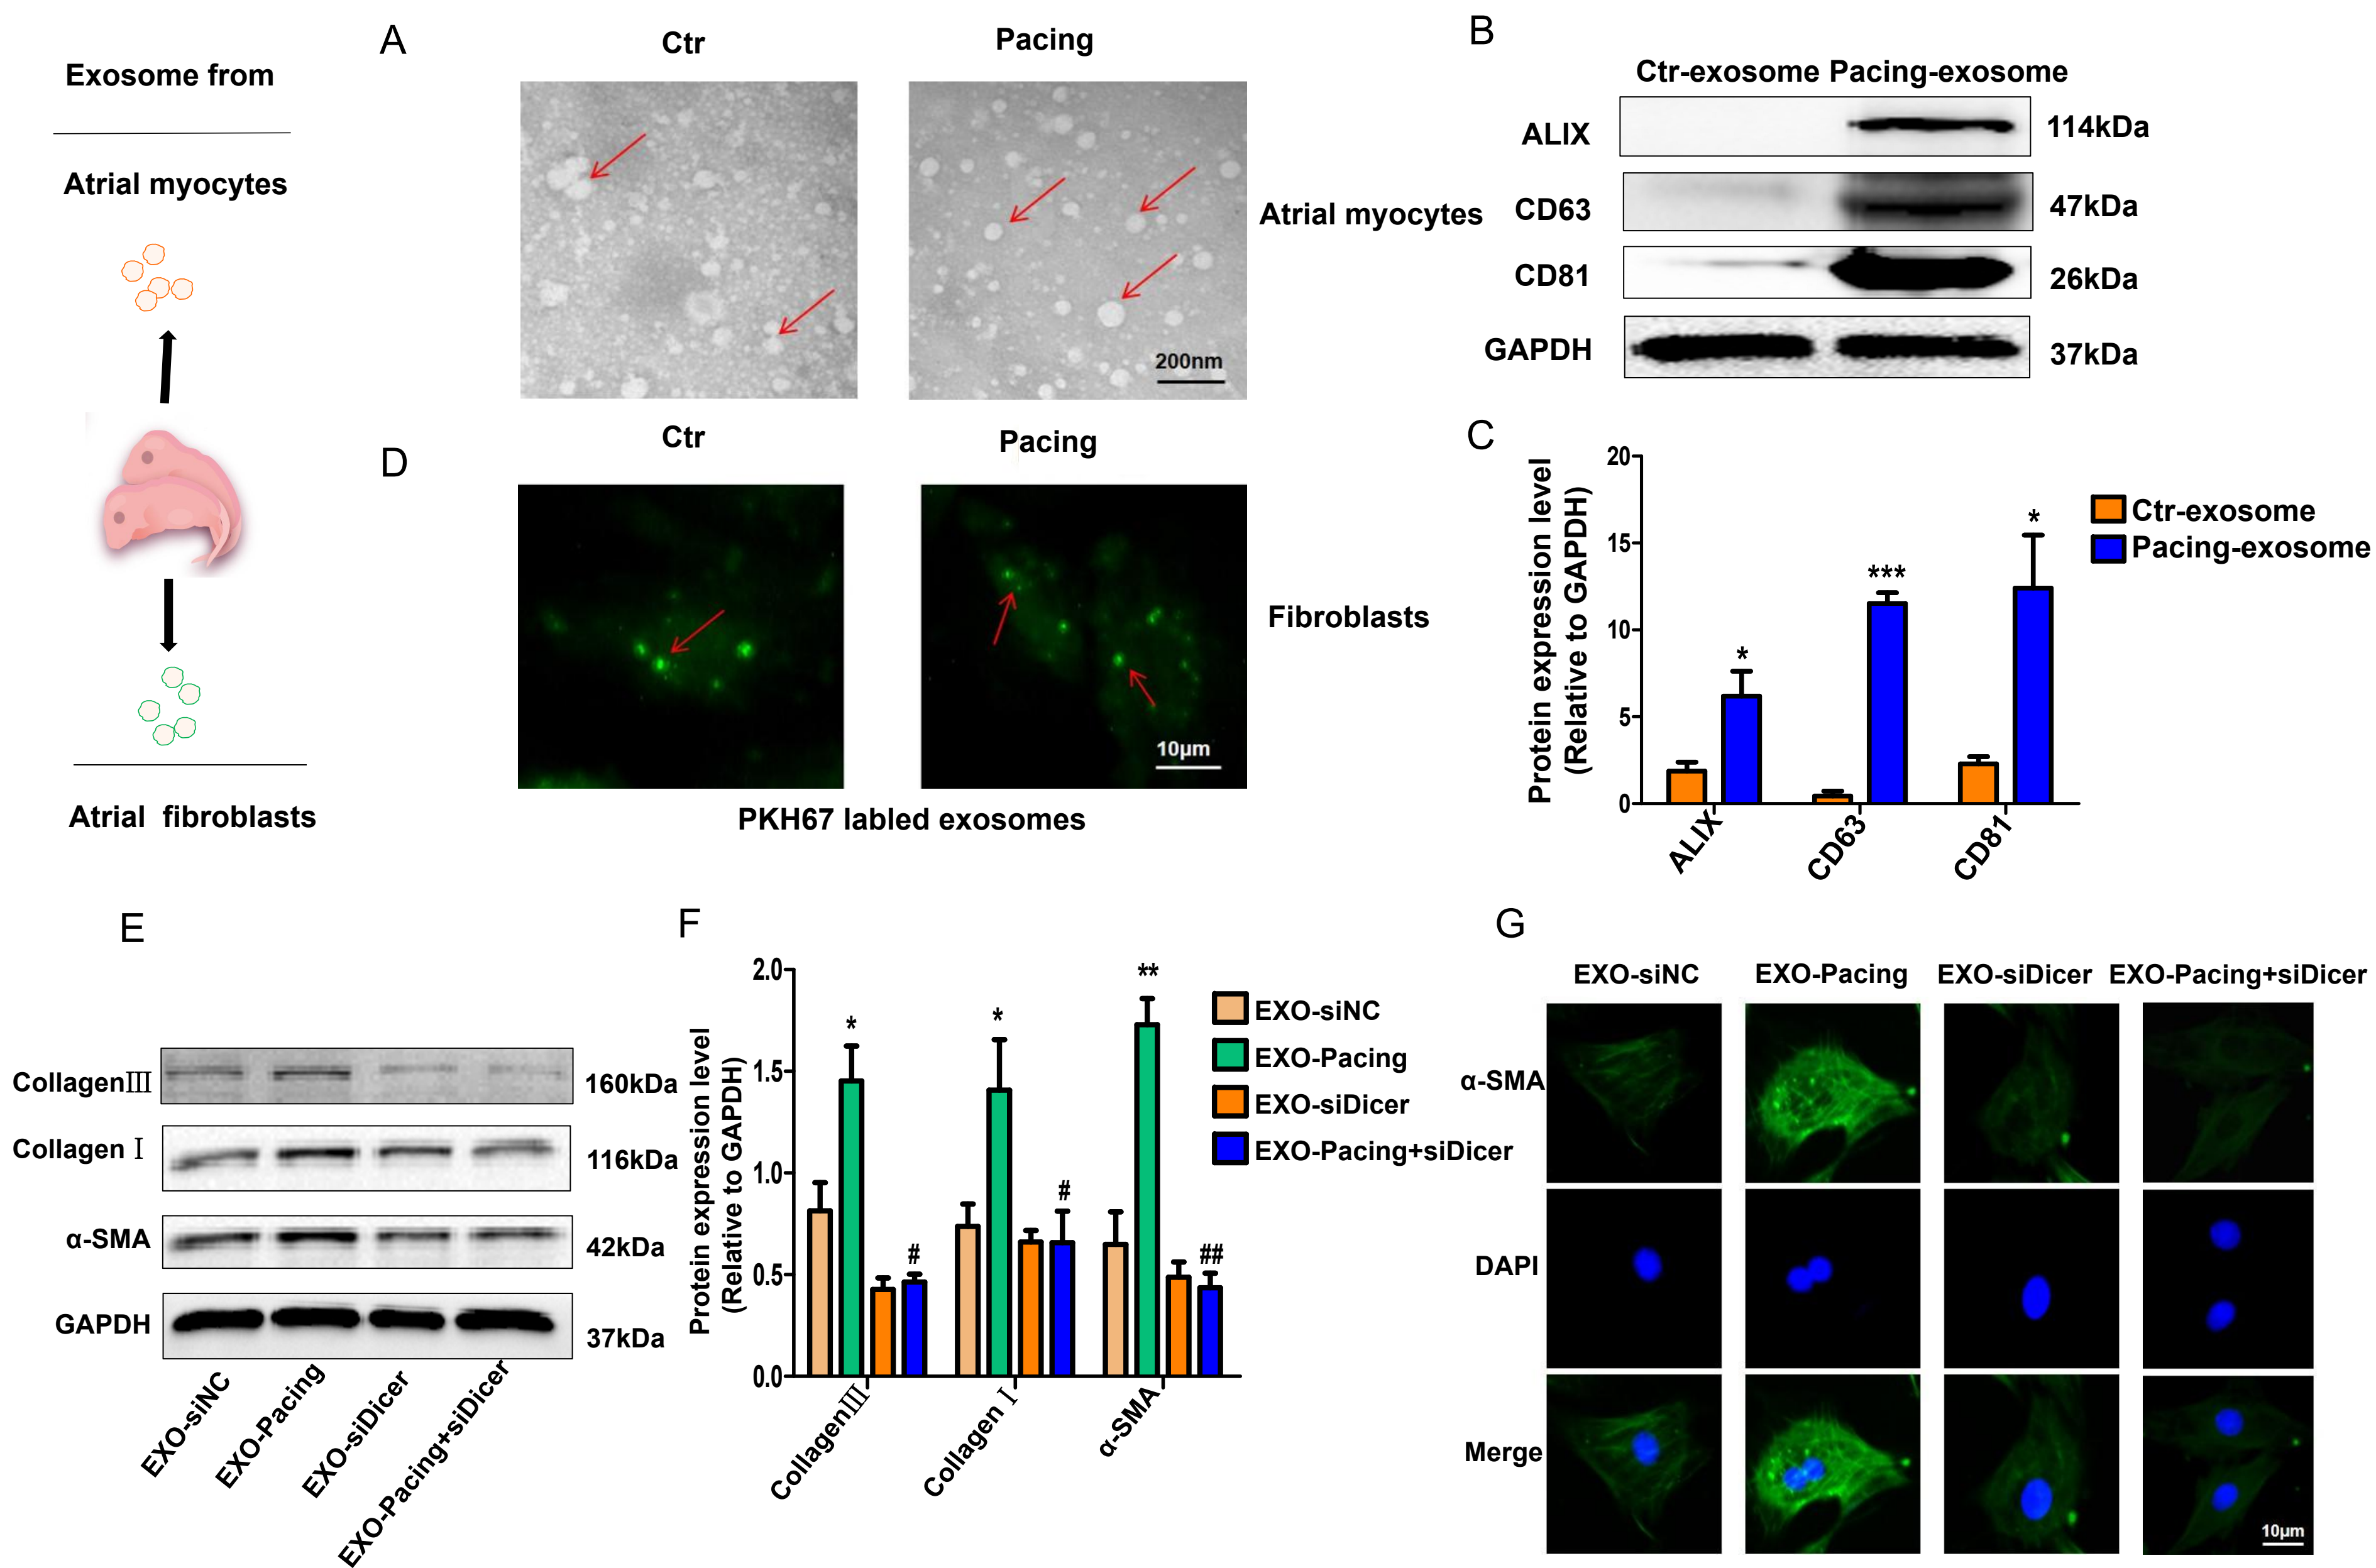 Exosome from
Atrial myocytes
Atrial fibroblasts
A
Ctr
Pacing
200nm
Atrial myocytes
B
Ctr-exosome Pacing-exosome
ALIX
114kDa
CD63
47kDa
CD81
26kDa
GAPDH
37kDa
C
Protein expression level
(Relative to GAPDH)
20
15
10
5
0
*
***
*
ALIX
CD63
CD81
Ctr-exosome
Pacing-exosome
D
Ctr
Pacing
10μm
Fibroblasts
PKH67 labled exosomes
E
CollagenⅢ
160kDa
Collagen Ⅰ
116kDa
α-SMA
42kDa
GAPDH
37kDa
EXO-siNC
EXO-Pacing
EXO-siDicer
EXO-Pacing+siDicer
F
Protein expression level
(Relative to GAPDH)
2.0
1.5
1.0
0.5
0.0
*
#
*
#
**
##
CollagenⅢ
Collagen Ⅰ
α-SMA
EXO-siNC
EXO-Pacing
EXO-siDicer
EXO-Pacing+siDicer
G
EXO-siNC
EXO-Pacing
EXO-siDicer
EXO-Pacing+siDicer
α-SMA
DAPI
Merge
10μm